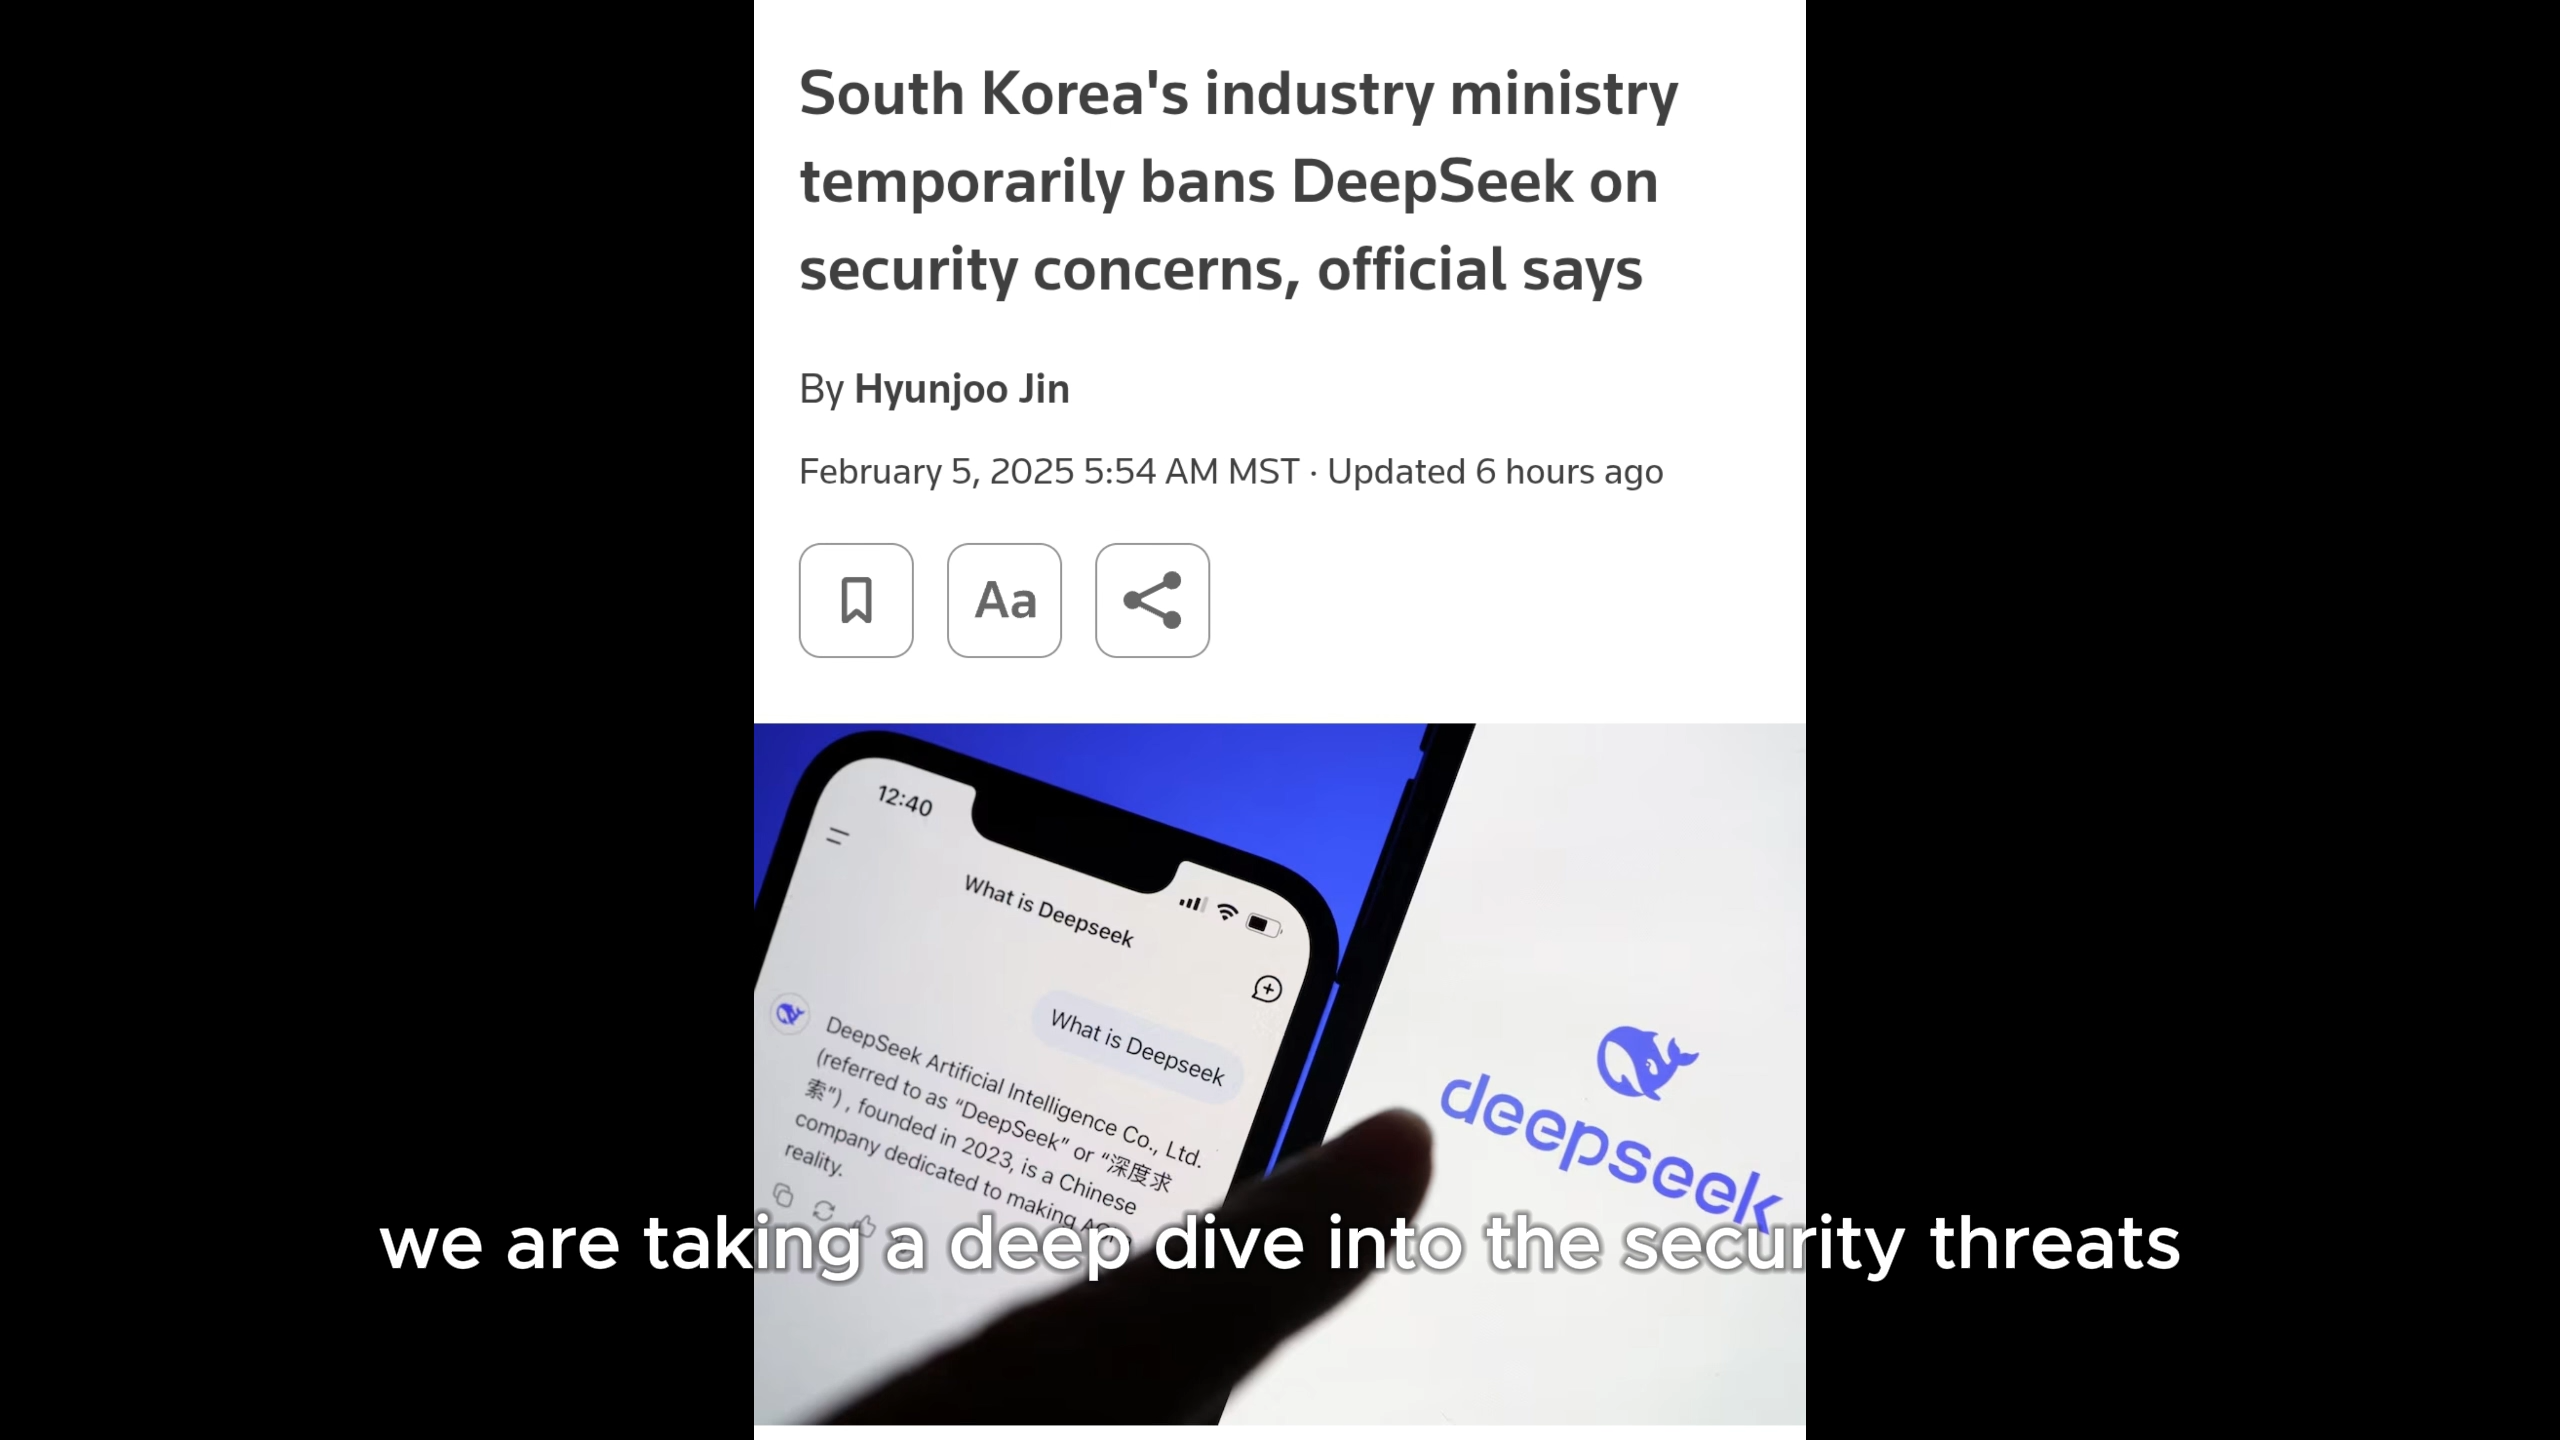 South Korea's industry ministry
temporarily bans DeepSeek on
security concerns, official says
By Hyunjoo Jin
February 5, 2025 5:54 AM MST · Updated 6 hours ago
Aa
12:40
What is Deepseek
What is Deepseek
DeepSeek Artificial Intelligence Co., Ltd.
(referred to as “DeepSeek” or “深度求
索”) , founded in 2023, is a Chinese
company dedicated to making
reality.
deepseek
we are taking a deep dive into the security threats